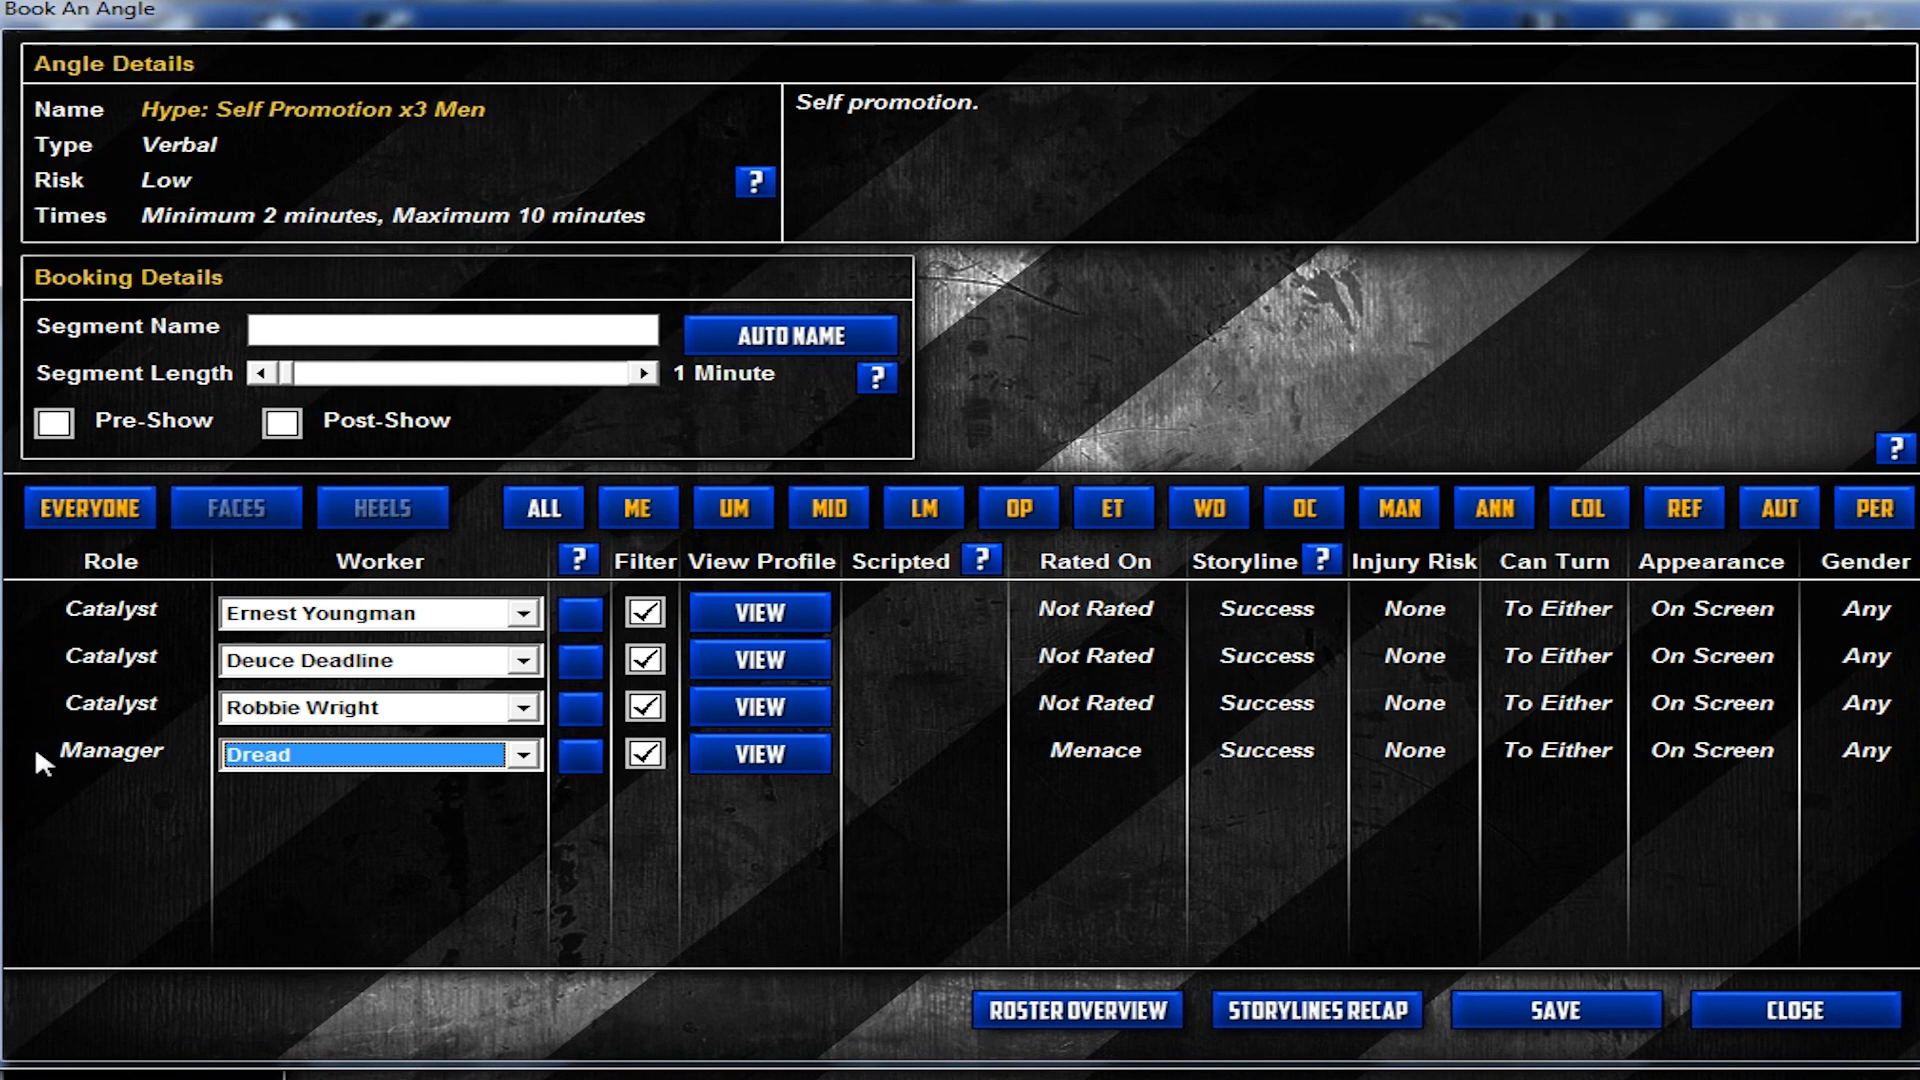 Book An Angle
Angle Details
Name Hype: Self Promotion x3 Men
Type Verbal
Risk Low
?
Times Minimum 2 minutes, Maximum 10 minutes
Self promotion.
Booking Details
Segment Name AUTO NAME
Segment Length 1 Minute ?
Pre-Show Post-Show
?
EVERYONE FACES HEELS ALL ME UM MID LM OP ET WO OC MAN ANN COL REF AUT PER
Role Worker ? Filter View Profile Scripted ? Rated On Storyline ? Injury Risk Can Turn Appearance Gender
Catalyst Ernest Youngman VIEW Not Rated Success None To Either On Screen Any
Catalyst Deuce Deadline VIEW Not Rated Success None To Either On Screen Any
Catalyst Robbie Wright VIEW Not Rated Success None To Either On Screen Any
Manager Dread VIEW Menace Success None To Either On Screen Any
ROSTER OVERVIEW STORYLINES RECAP SAVE CLOSE